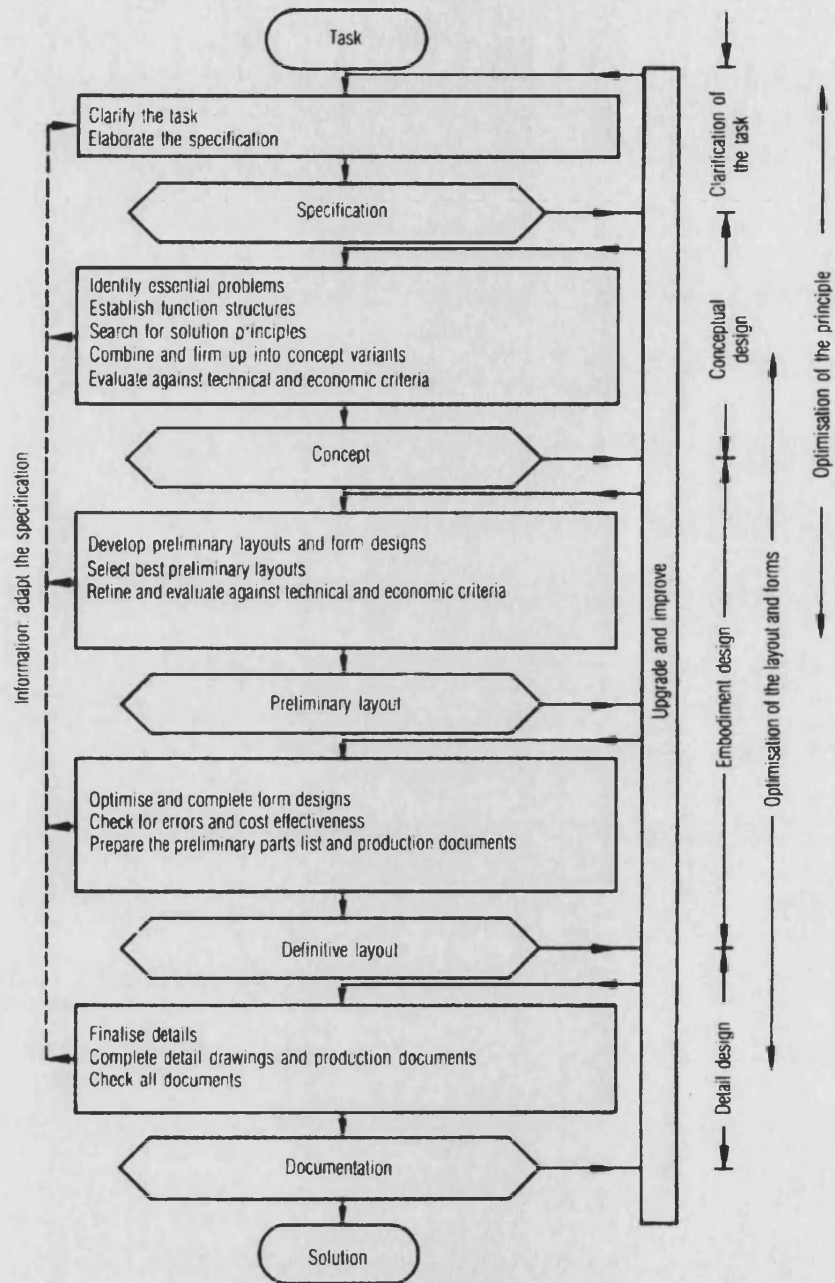 Task
Clarify the task
Elaborate the specification
Specification
Identify essential problems
Establish function structures
Search for solution principles
Combine and firm up into concept variants
Evaluate against technical and economic criteria
Concept
Develop preliminary layouts and form designs
Select best preliminary layouts
Refine and evaluate against technical and economic criteria
Preliminary layout
Optimise and complete form designs
Check for errors and cost effectiveness
Prepare the preliminary parts list and production documents
Definitive layout
Finalise details
Complete detail drawings and production documents
Check all documents
Documentation
Solution
Information: adapt the specification
Upgrade and improve
Clarification of
the task
Conceptual
design
Embodiment design
Detail design
Optimisation of the layout and forms
Optimisation of the principle